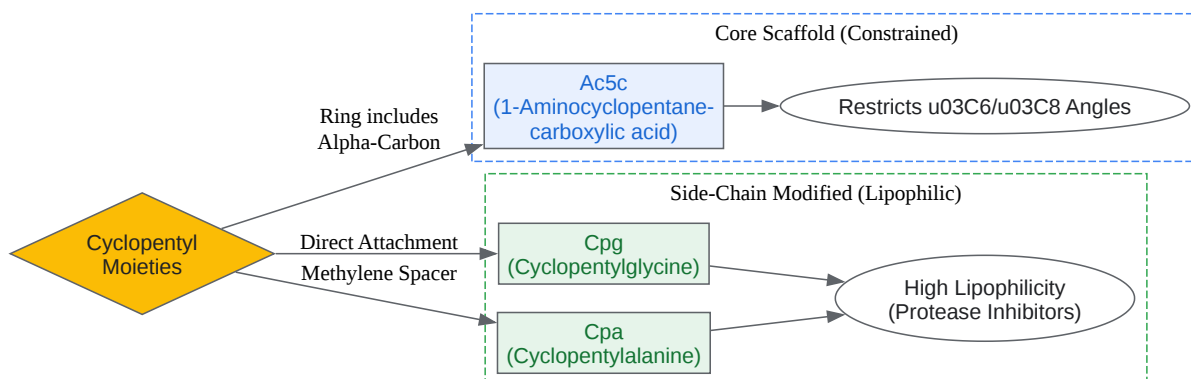 Core Scaffold (Constrained)
Ac5c
(1-Aminocyclopentane-
carboxylic acid)
Restricts u03C6/u03C8 Angles
Ring includes
Alpha-Carbon
Side-Chain Modified (Lipophilic)
Cyclopentyl
Moieties
Direct Attachment
Methylene Spacer
Cpg
(Cyclopentylglycine)
High Lipophilicity
(Protease Inhibitors)
Cpa
(Cyclopentylalanine)